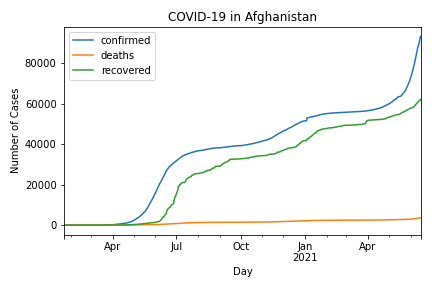 COVID-19 in Afghanistan
confirmed
deaths
recovered
Number of Cases
80000
60000
40000
20000
0
Apr
Jul
Oct
Jan
2021
Apr
Day